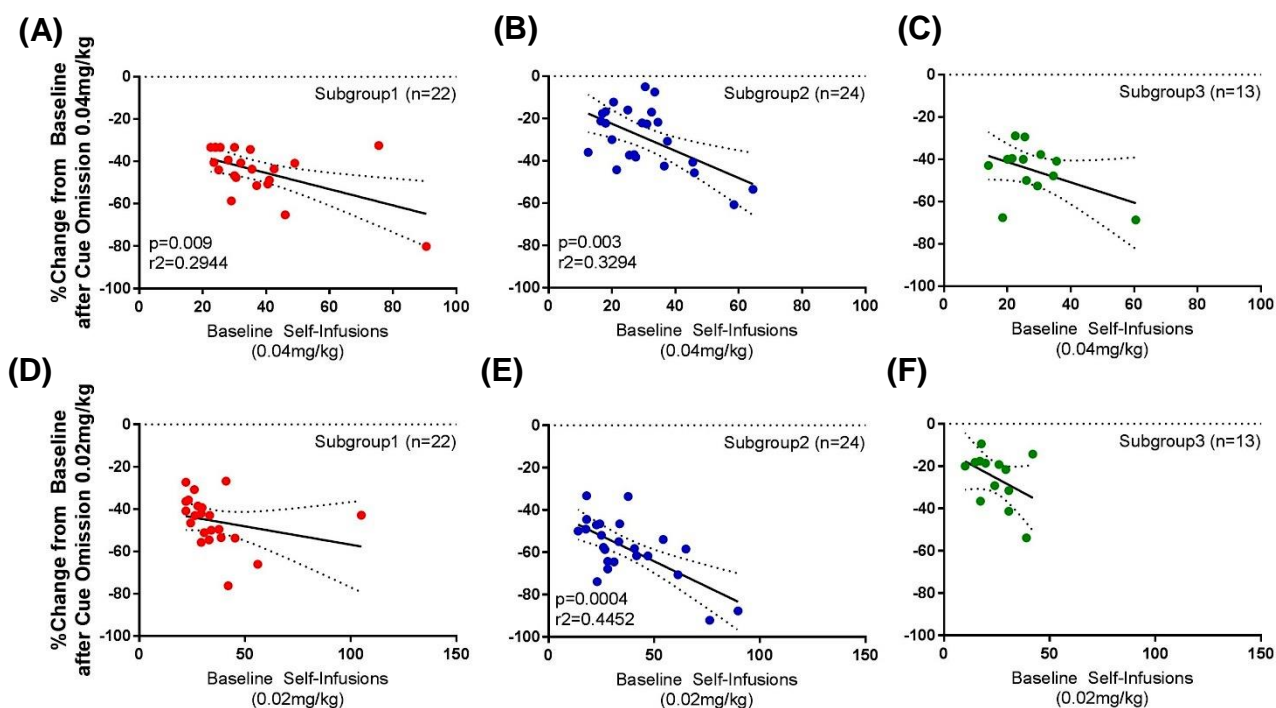 (A)
%Change from Baseline
after Cue Omission 0.04mg/kg
0
-20
-40
-60
-80
-100
Subgroup1 (n=22)
p=0.009
r2=0.2944
0 20 40 60 80 100
Baseline Self-Infusions
(0.04mg/kg)
(B)
0
-20
-40
-60
-80
-100
Subgroup2 (n=24)
p=0.003
r2=0.3294
0 20 40 60 80 100
Baseline Self-Infusions
(0.04mg/kg)
(C)
0
-20
-40
-60
-80
-100
Subgroup3 (n=13)
0 20 40 60 80 100
Baseline Self-Infusions
(0.04mg/kg)
(D)
%Change from Baseline
after Cue Omission 0.02mg/kg
0
-20
-40
-60
-80
-100
Subgroup1 (n=22)
0 50 100 150
Baseline Self-Infusions
(0.02mg/kg)
(E)
0
-20
-40
-60
-80
-100
Subgroup2 (n=24)
p=0.0004
r2=0.4452
0 50 100 150
Baseline Self-Infusions
(0.02mg/kg)
(F)
0
-20
-40
-60
-80
-100
Subgroup3 (n=13)
0 50 100 150
Baseline Self-Infusions
(0.02mg/kg)